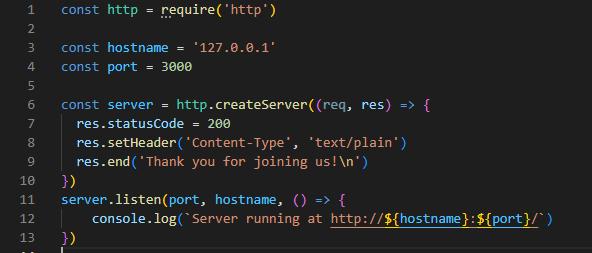 1 const http = require('http')
2
3 const hostname = '127.0.0.1'
4 const port = 3000
5
6 const server = http.createServer((req, res) => {
7   res.statusCode = 200
8   res.setHeader('Content-Type', 'text/plain')
9   res.end('Thank you for joining us!\n')
10 })
11 server.listen(port, hostname, () => {
12     console.log(`Server running at http://${hostname}:${port}/`)
13 })